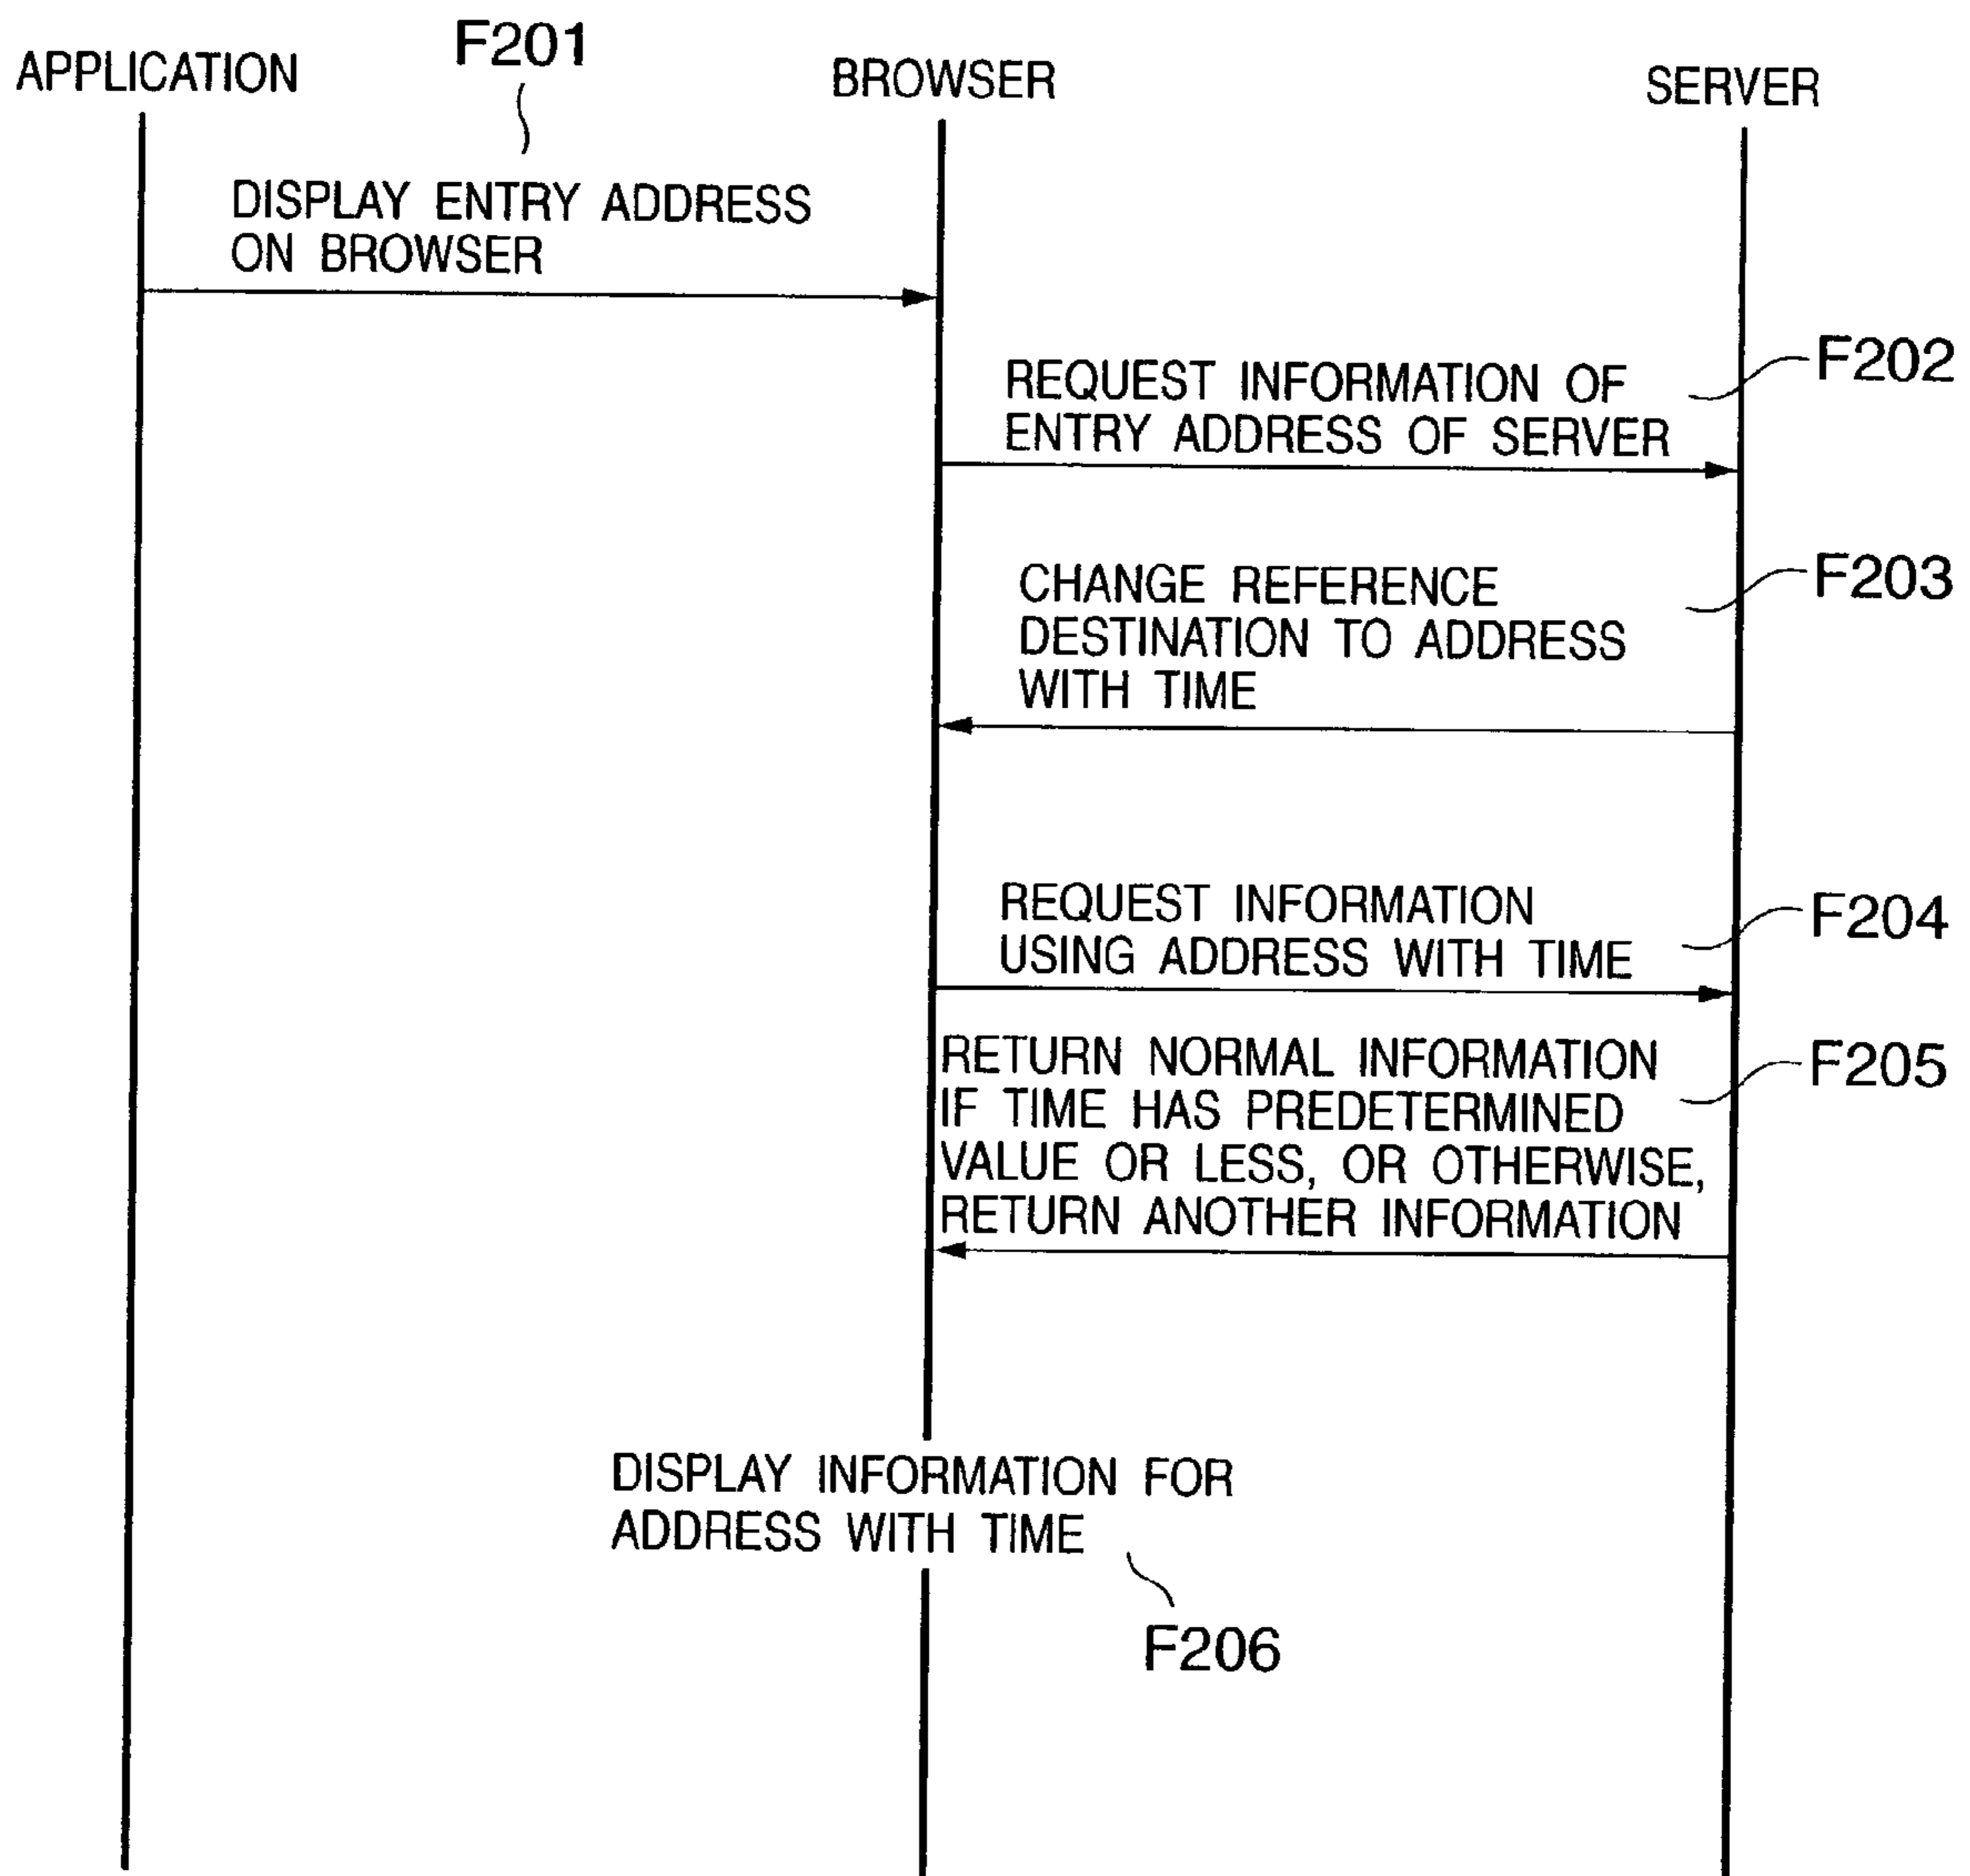 APPLICATION
F201
BROWSER
SERVER
DISPLAY ENTRY ADDRESS
ON BROWSER
REQUEST INFORMATION OF
ENTRY ADDRESS OF SERVER
F202
CHANGE REFERENCE
DESTINATION TO ADDRESS
WITH TIME
F203
REQUEST INFORMATION
USING ADDRESS WITH TIME
F204
RETURN NORMAL INFORMATION
IF TIME HAS PREDETERMINED
VALUE OR LESS, OR OTHERWISE,
RETURN ANOTHER INFORMATION
F205
DISPLAY INFORMATION FOR
ADDRESS WITH TIME
F206